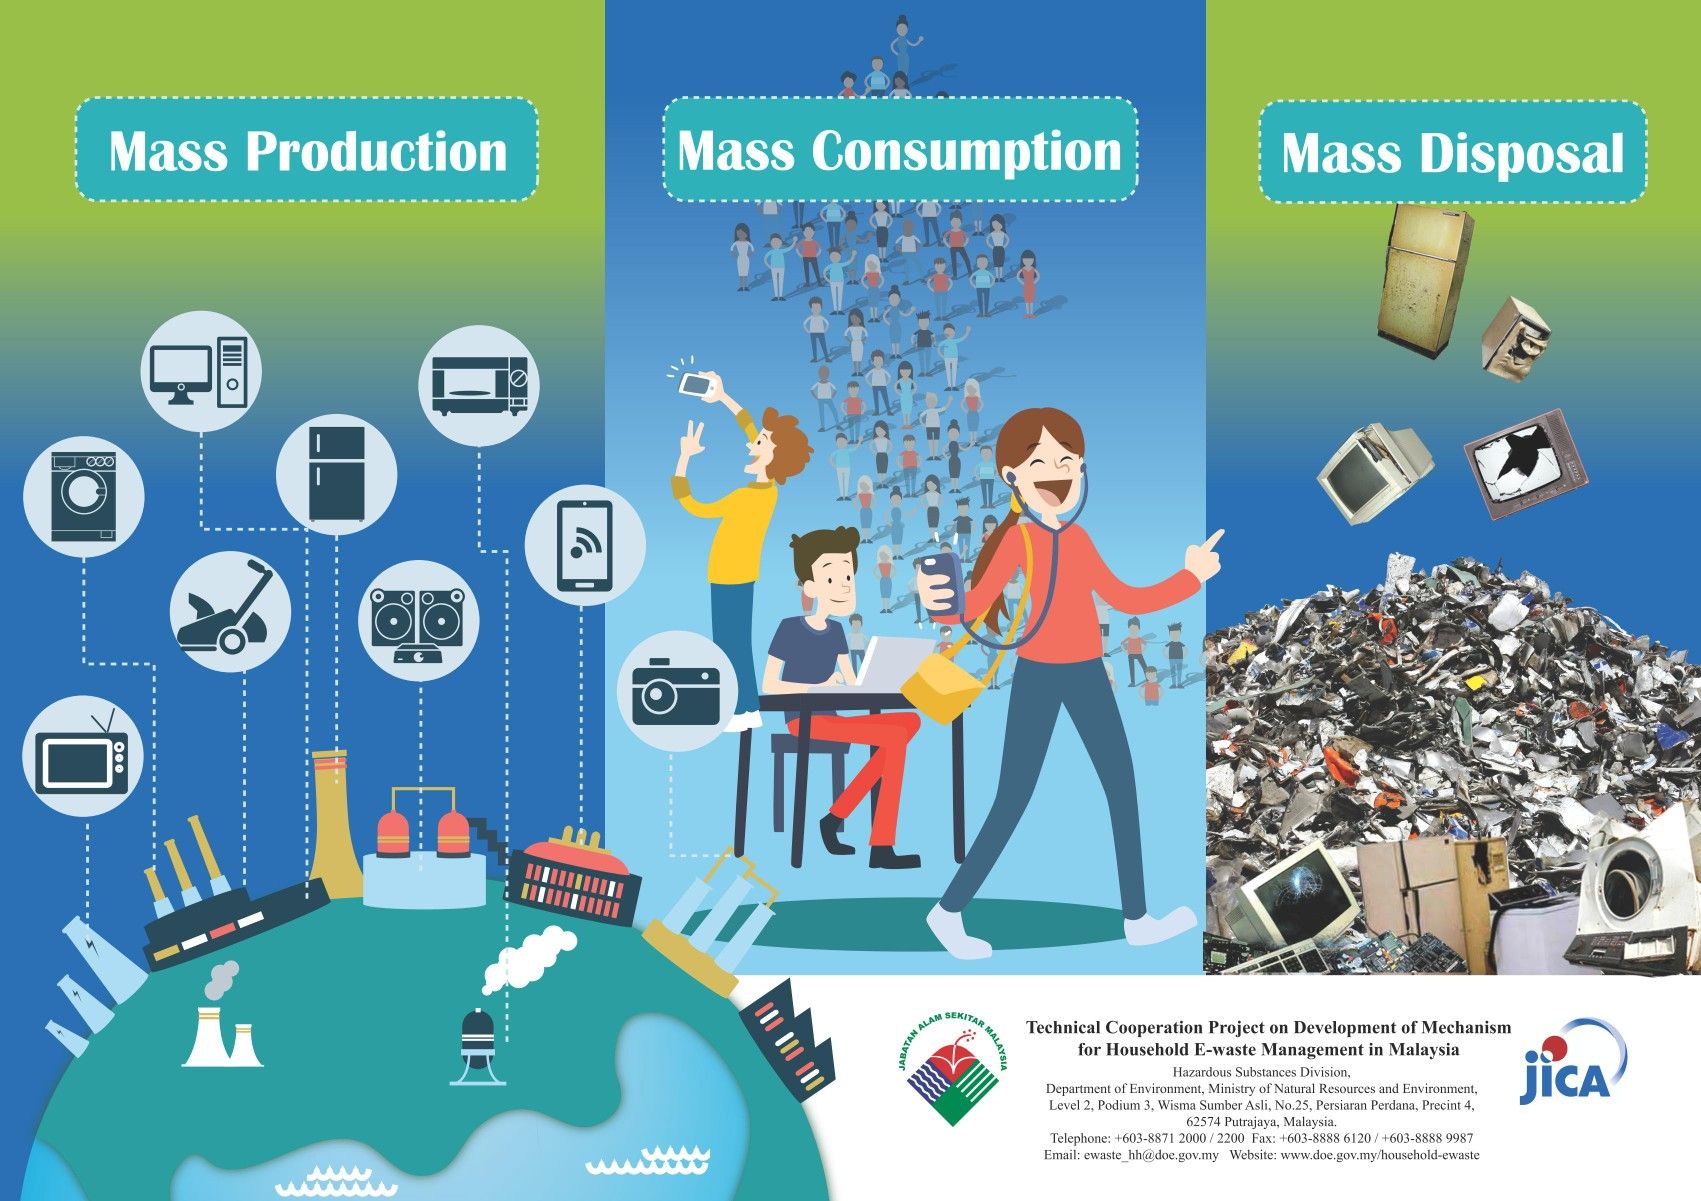 Mass Production
Mass Consumption
Mass Disposal
JABATAN ALAM SEKITAR MALAYSIA
Technical Cooperation Project on Development of Mechanism
for Household E-waste Management in Malaysia
Hazardous Substances Division,
Department of Environment, Ministry of Natural Resources and Environment,
Level 2, Podium 3, Wisma Sumber Asli, No.25, Persiaran Perdana, Precint 4,
62574 Putrajaya, Malaysia.
Telephone: +603-8871 2000 / 2200 Fax: +603-8888 6120 / +603-8888 9987
Email: ewaste_hh@doe.gov.my Website: www.doe.gov.my/household-ewaste
jICA